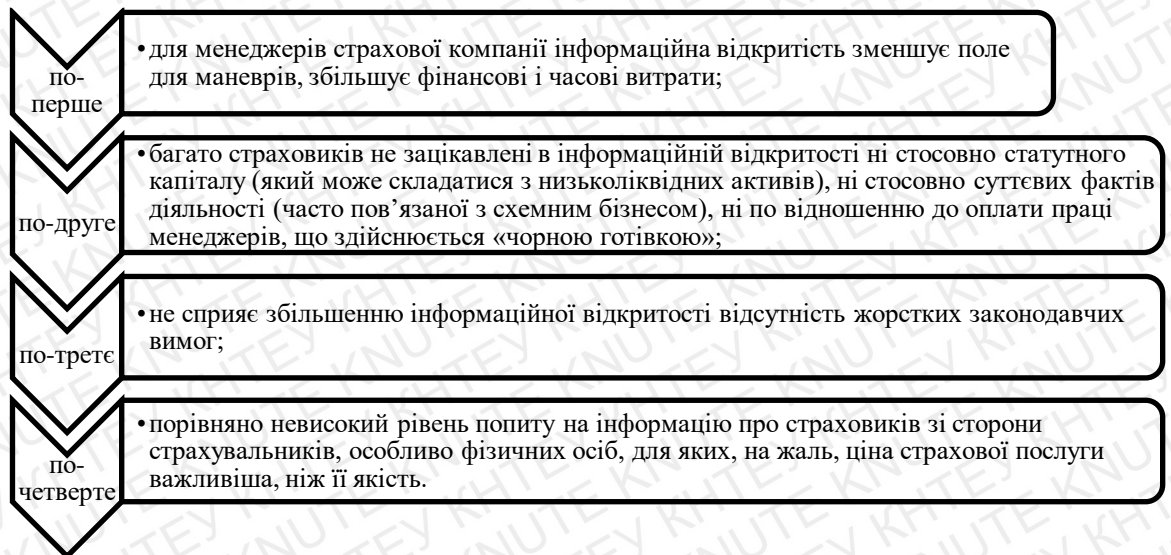 по-
перше
•для менеджерів страхової компанії інформаційна відкритість зменшує поле
для маневрів, збільшує фінансові і часові витрати;
по-друге
•багато страховиків не зацікавлені в інформаційній відкритості ні стосовно статутного
капіталу (який може складатися з низьколіквідних активів), ні стосовно суттєвих фактів
діяльності (часто пов’язаної з схемним бізнесом), ні по відношенню до оплати праці
менеджерів, що здійснюється «чорною готівкою»;
по-третє
•не сприяє збільшенню інформаційної відкритості відсутність жорстких законодавчих
вимог;
по-
четверте
•порівняно невисокий рівень попиту на інформацію про страховиків зі сторони
страхувальників, особливо фізичних осіб, для яких, на жаль, ціна страхової послуги
важливіша, ніж її якість.